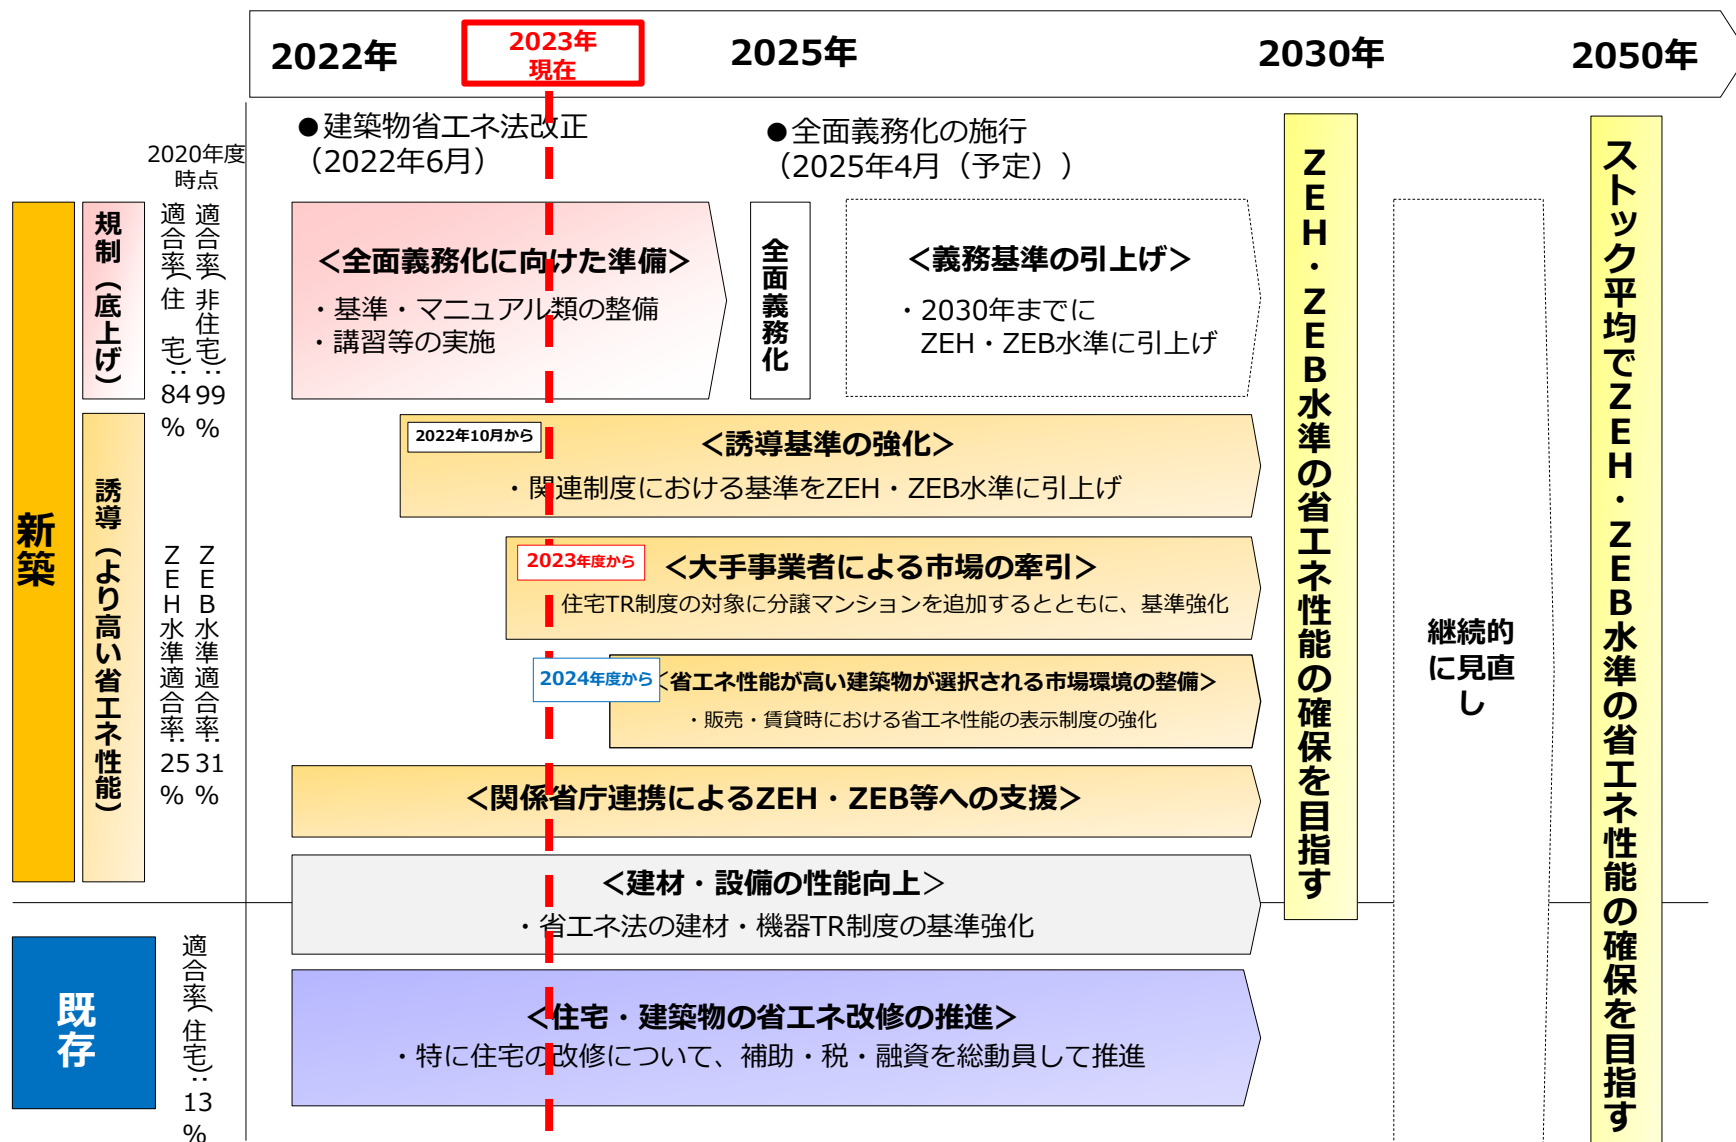 2022年
2023年
現在
2025年
2030年
2050年
●建築物省エネ法改正
（2022年6月）
●全面義務化の施行
（2025年4月（予定））
2020年度
時点
新築
規制（底上げ）
適合率（住　宅）：84%
適合率（非住宅）：99%
＜全面義務化に向けた準備＞
・基準・マニュアル類の整備
・講習等の実施
全面義務化
＜義務基準の引上げ＞
・2030年までに
ZEH・ZEB水準に引上げ
誘導（より高い省エネ性能）
ZEH水準適合率：25%
ZEB水準適合率：31%
2022年10月から
＜誘導基準の強化＞
・関連制度における基準をZEH・ZEB水準に引上げ
2023年度から
＜大手事業者による市場の牽引＞
住宅TR制度の対象に分譲マンションを追加するとともに、基準強化
2024年度から
＜省エネ性能が高い建築物が選択される市場環境の整備＞
・販売・賃貸時における省エネ性能の表示制度の強化
＜関係省庁連携によるZEH・ZEB等への支援＞
＜建材・設備の性能向上＞
・省エネ法の建材・機器TR制度の基準強化
既存
適合率（住宅）：13%
＜住宅・建築物の省エネ改修の推進＞
・特に住宅の改修について、補助・税・融資を総動員して推進
ZEH・ZEB水準の省エネ性能の確保を目指す
継続的
に見直
し
ストック平均でZEH・ZEB水準の省エネ性能の確保を目指す